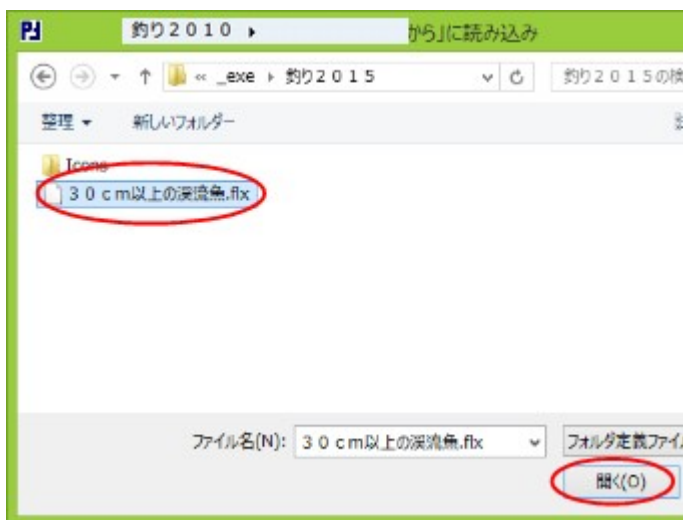 釣り2010 ▸ から」に読み込み
« _exe ▸ 釣り2015 釣り2015の検
整理 ▾ 新しいフォルダー
Icons
30cm以上の渓流魚.flx
ファイル名(N): 30cm以上の渓流魚.flx フォルダ定義ファイル
開く(O)